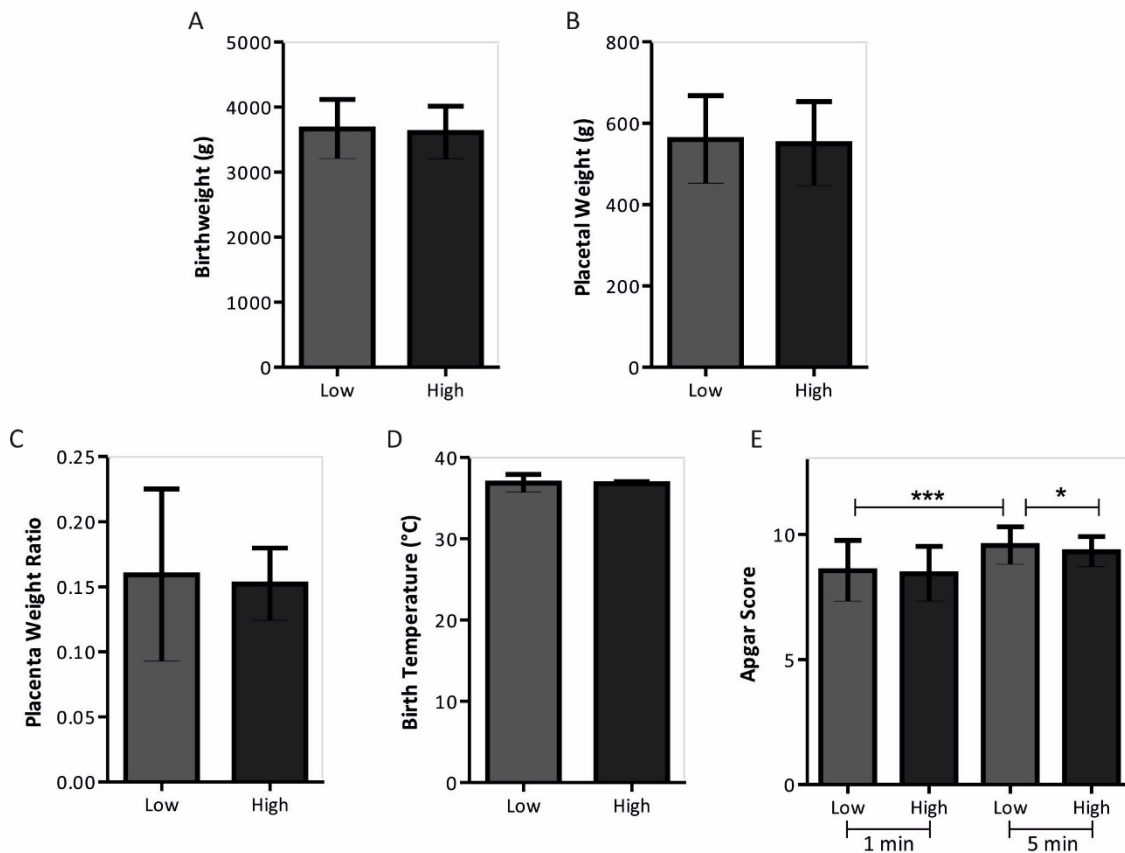 A
Birthweight (g)
5000
4000
3000
2000
1000
0
Low High
B
Placetal Weight (g)
800
600
400
200
0
Low High
C
Placenta Weight Ratio
0.25
0.20
0.15
0.10
0.05
0.00
Low High
D
Birth Temperature (°C)
40
30
20
10
0
Low High
E
Apgar Score
10
5
0
*** *
Low High Low High
1 min 5 min